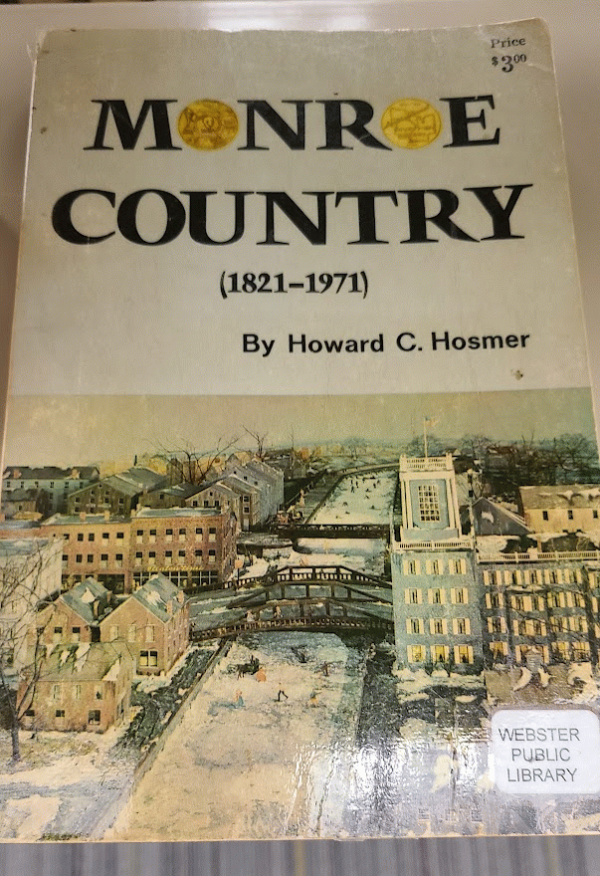 Price
$3.00
MONROE
COUNTRY
(1821-1971)
By Howard C. Hosmer
WEBSTER
PUBLIC
LIBRARY